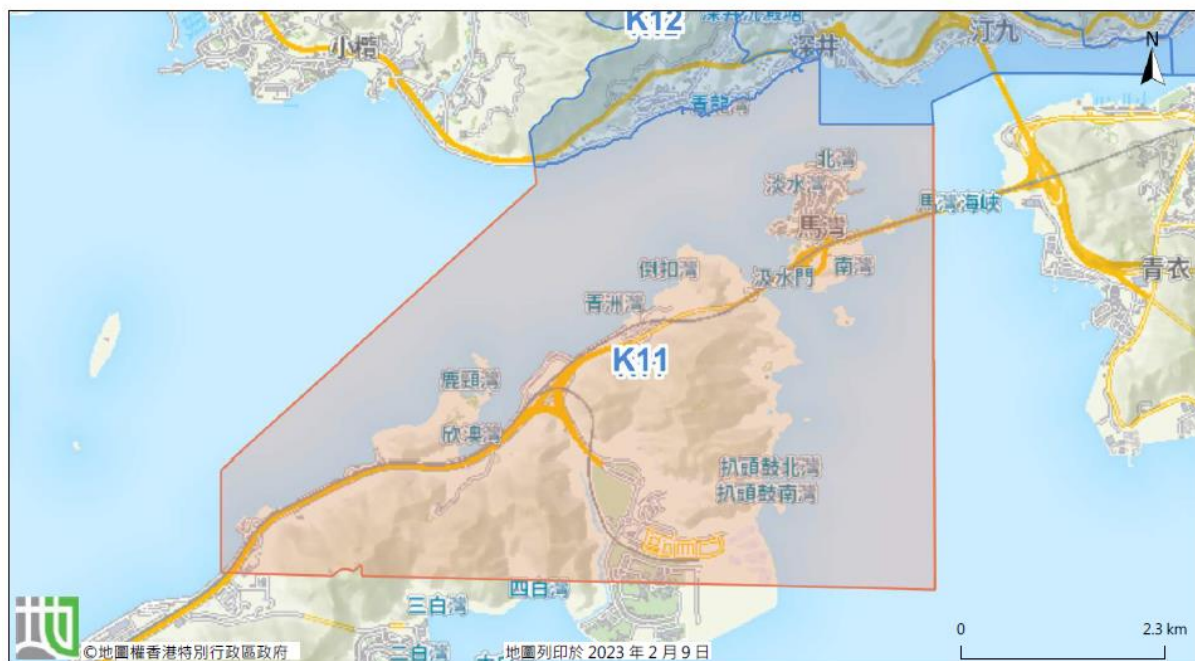 K12
深井
小欖
深井
汀九
N
青龍灣
北灣
淡水灣
馬灣海峽
馬灣
南灣
倒扣灣
汲水門
青衣
青洲灣
K11
鹿頸灣
欣澳灣
扒頭鼓北灣
扒頭鼓南灣
四白灣
三白灣
二白灣
0 2.3 km
©地圖版權香港特別行政區政府
地圖列印於 2023 年 2 月 9 日